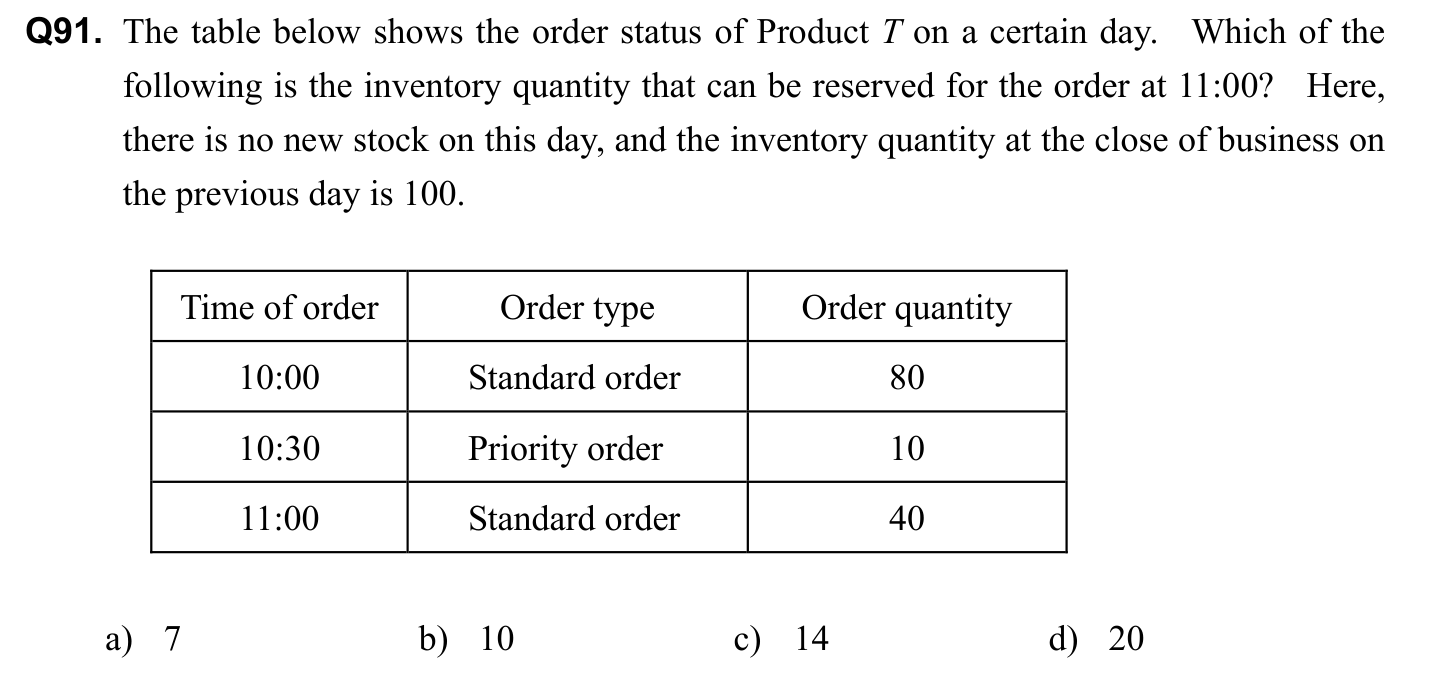 Q91. The table below shows the order status of Product T on a certain day. Which of the
following is the inventory quantity that can be reserved for the order at 11:00? Here,
there is no new stock on this day, and the inventory quantity at the close of business on
the previous day is 100.
Time of order Order type Order quantity
10:00 Standard order 80
10:30 Priority order 10
11:00 Standard order 40
a) 7 b) 10 c) 14 d) 20